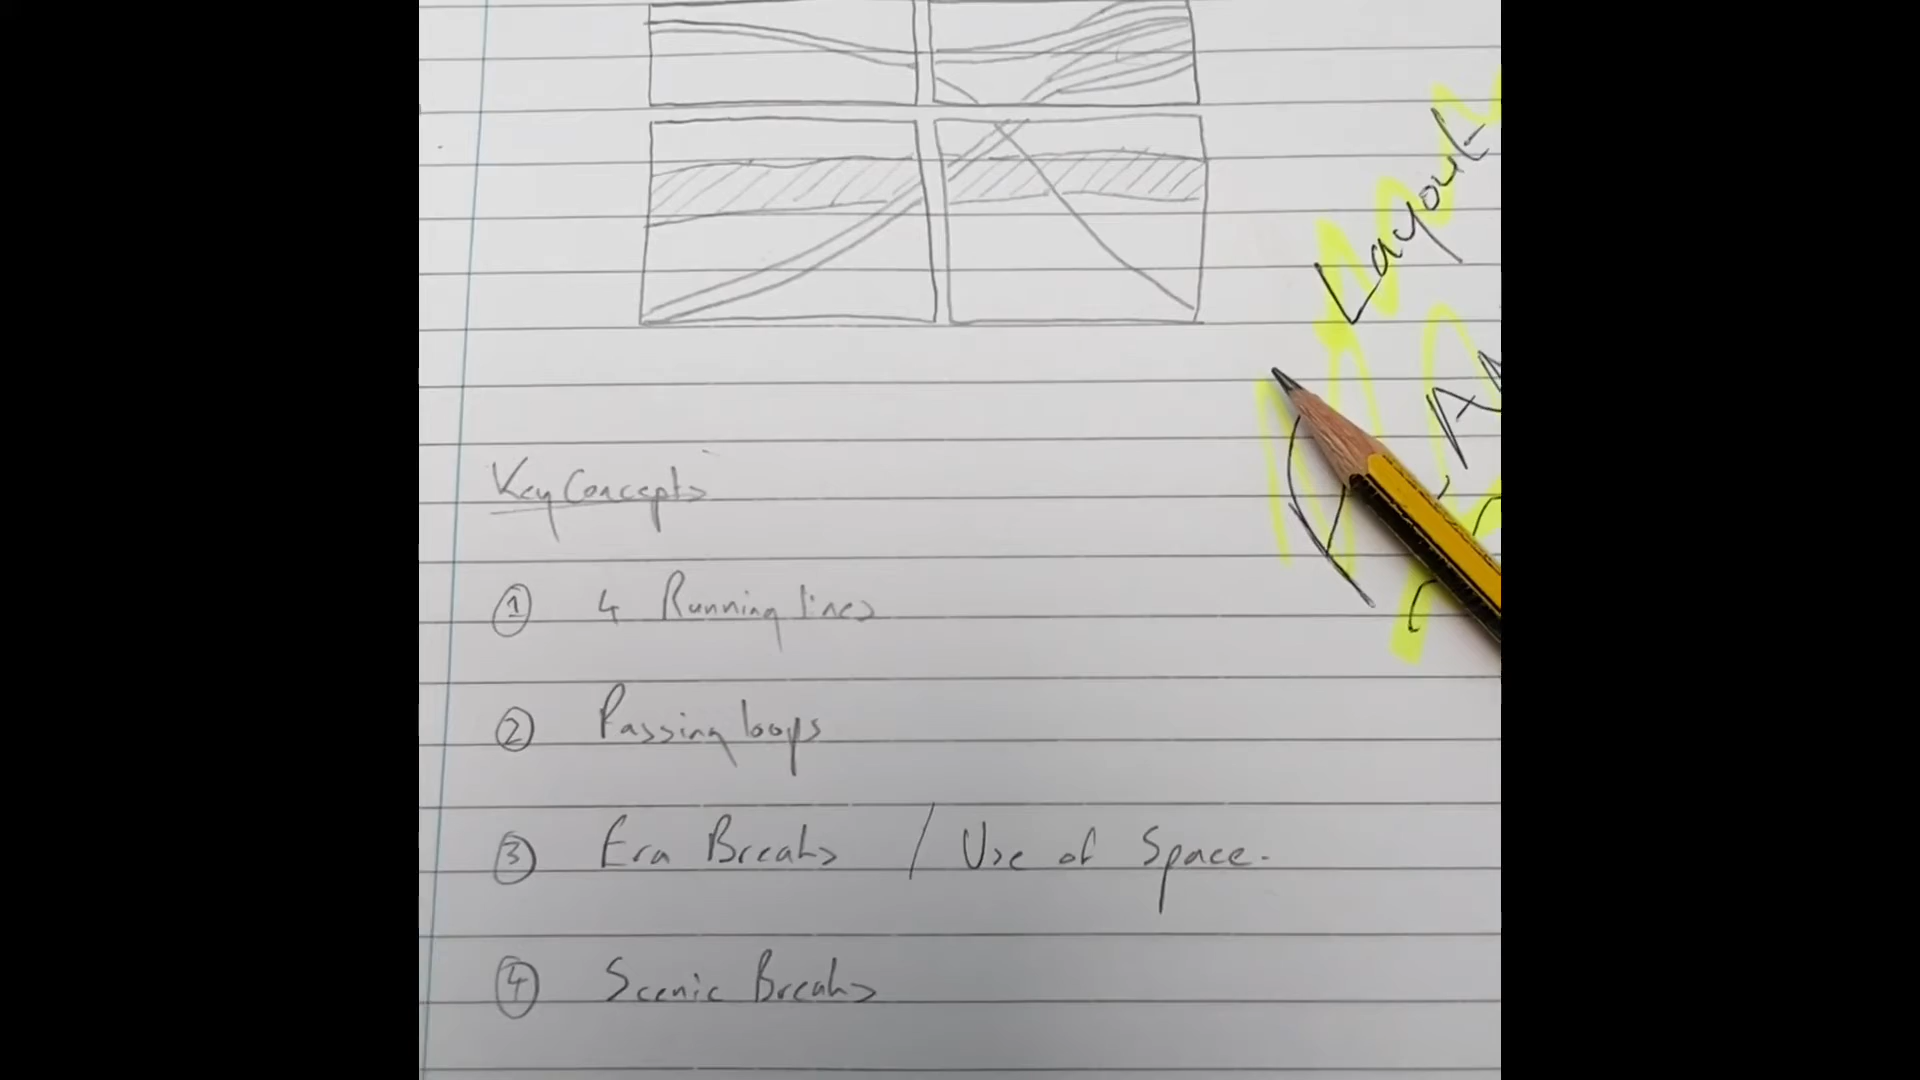 Layout
Key Concepts
① 4 Running lines
② Passing loops
③ Era Breaks / Use of Space.
④ Scenic Breaks